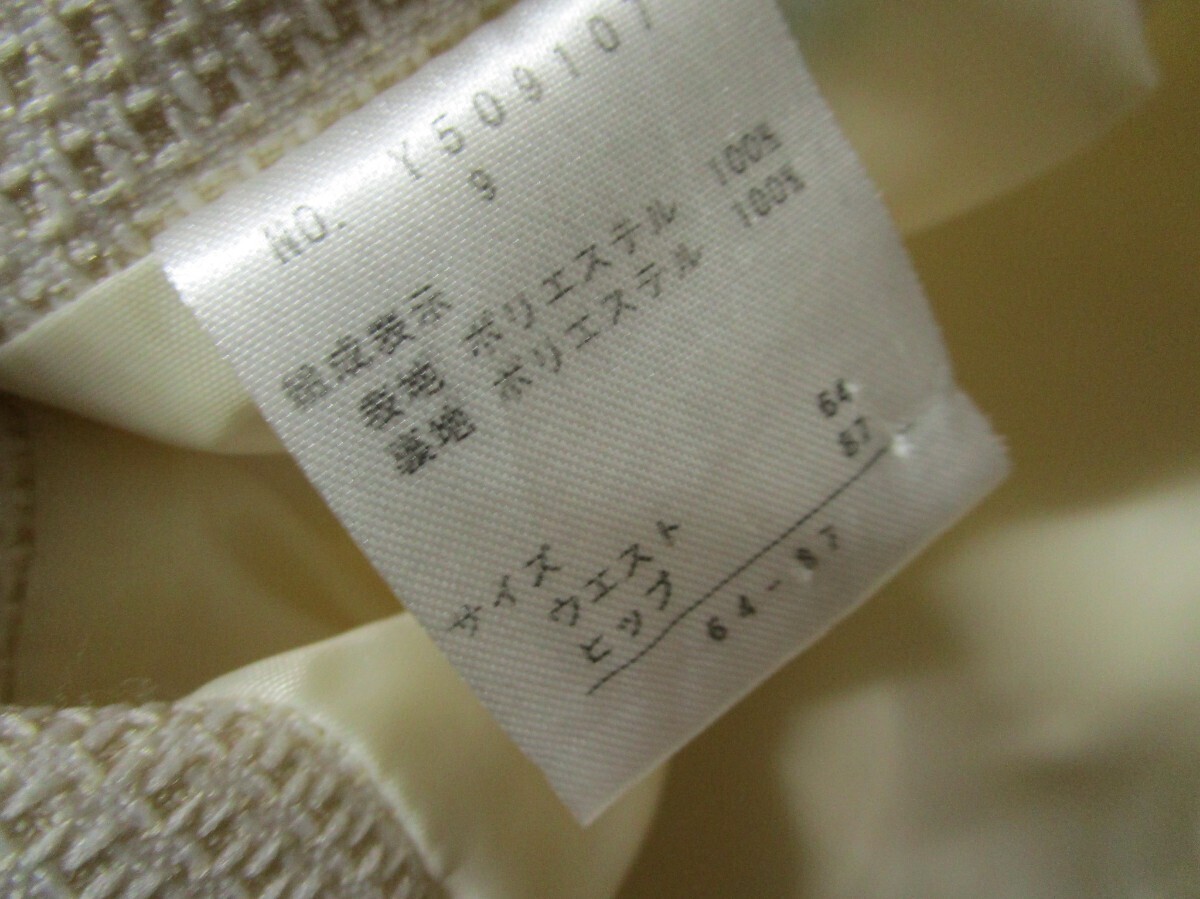 NO. Y509107
9
組成表示
表地 ポリエステル 100%
裏地 ポリエステル 100%
サイズ
ウエスト 64
ヒップ 87
64-87